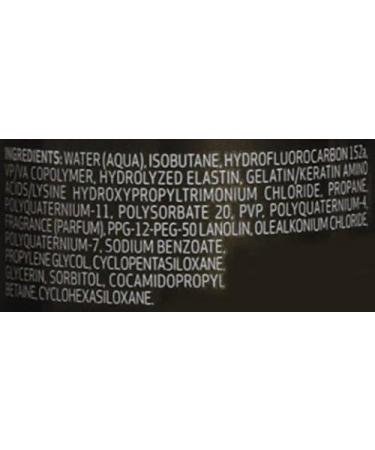 INGREDIENTS: WATER (AQUA), ISOBUTANE, HYDROFLUOROCARBON 152a,
VP/VA COPOLYMER, HYDROLYZED ELASTIN, GELATIN/KERATIN AMINO
ACIDS/LYSINE HYDROXYPROPYLTRIMONIUM CHLORIDE, PROPANE,
POLYQUATERNIUM-11, POLYSORBATE 20, PVP, POLYQUATERNIUM-4,
FRAGRANCE (PARFUM), PPG-12-PEG-50 LANOLIN, OLEALKONIUM CHLORIDE,
POLYQUATERNIUM-7, SODIUM BENZOATE,
PROPYLENE GLYCOL, CYCLOPENTASILOXANE,
GLYCERIN, SORBITOL, COCAMIDOPROPYL
BETAINE, CYCLOHEXASILOXANE.